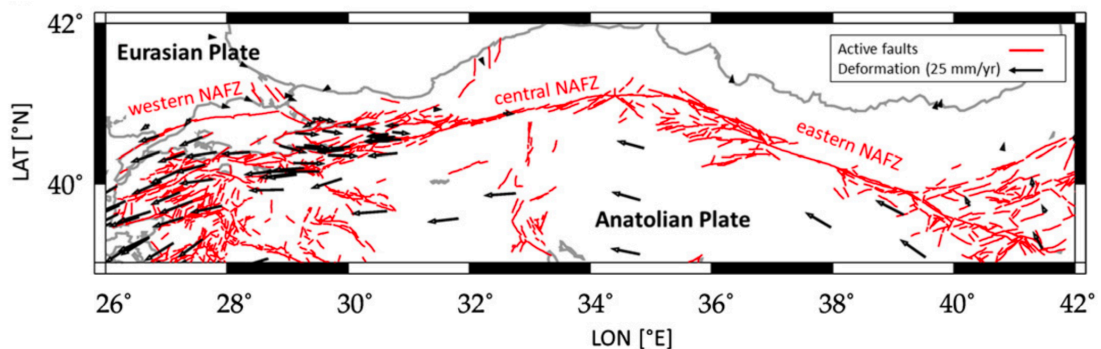 42°
Eurasian Plate
Active faults
Deformation (25 mm/yr)
western NAFZ
central NAFZ
eastern NAFZ
LAT [°N]
40°
Anatolian Plate
26° 28° 30° 32° 34° 36° 38° 40° 42°
LON [°E]